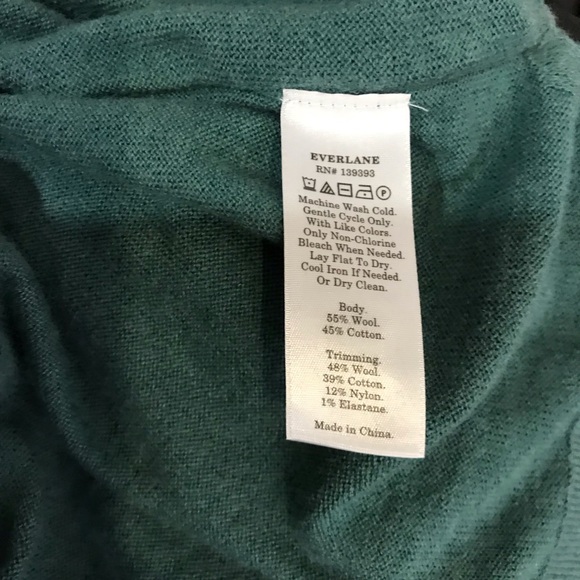 EVERLANE
RN# 139393
P
Machine Wash Cold.
Gentle Cycle Only.
With Like Colors.
Only Non-Chlorine
Bleach When Needed.
Lay Flat To Dry.
Cool Iron If Needed.
Or Dry Clean.
Body.
55% Wool.
45% Cotton.
Trimming.
48% Wool.
39% Cotton.
12% Nylon.
1% Elastane.
Made in China.